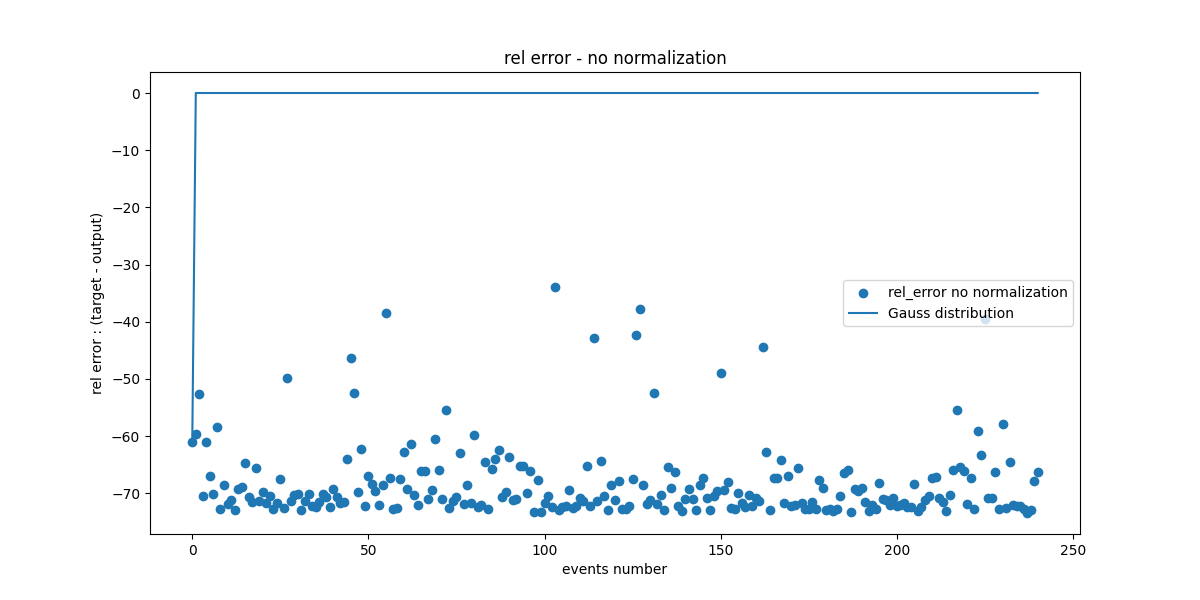 rel error - no normalization
rel error : (target - output)
0
−10
−20
−30
−40
−50
−60
−70
rel_error no normalization
Gauss distribution
0
50
100
150
200
250
events number